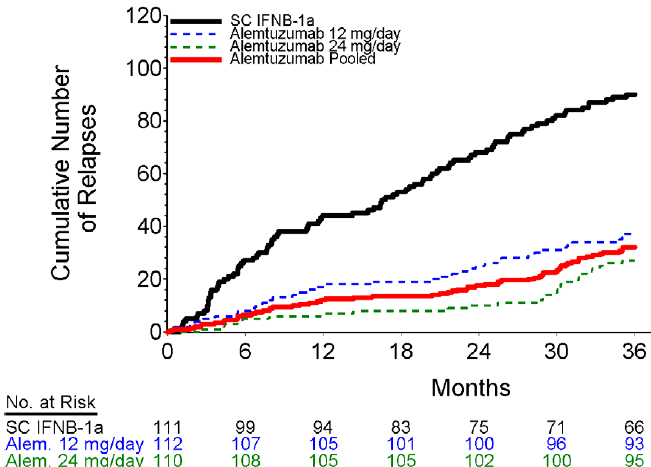 120
100
80
60
40
20
0
Cumulative Number
of Relapses
SC IFNB-1a
Alemtuzumab 12 mg/day
Alemtuzumab 24 mg/day
Alemtuzumab Pooled
0 6 12 18 24 30 36
Months
No. at Risk
SC IFNB-1a 111 99 94 83 75 71 66
Alem. 12 mg/day 112 107 105 101 100 96 93
Alem. 24 mg/day 110 108 105 105 102 100 95